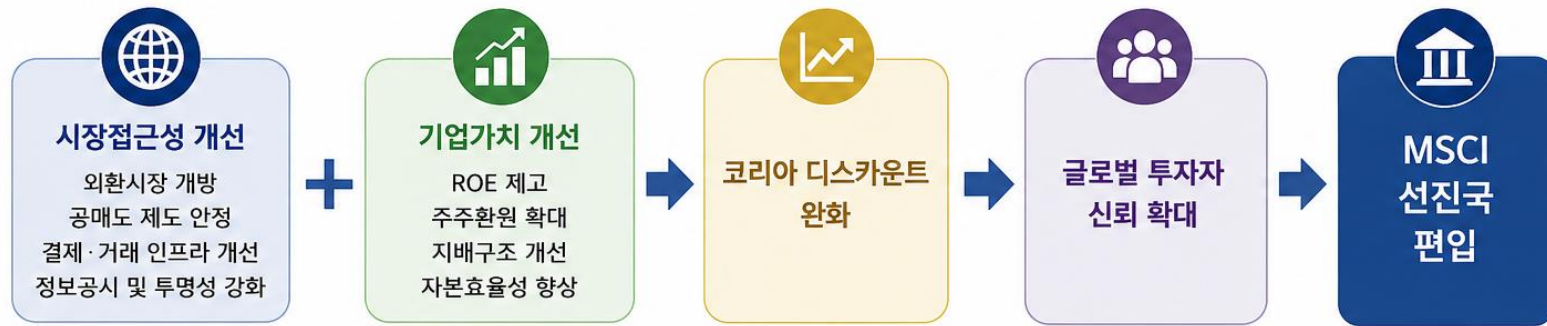 시장접근성 개선
외환시장 개방
공매도 제도 안정
결제·거래 인프라 개선
정보공시 및 투명성 강화
기업가치 개선
ROE 제고
주주환원 확대
지배구조 개선
자본효율성 향상
코리아 디스카운트
완화
글로벌 투자자
신뢰 확대
MSCI
선진국
편입